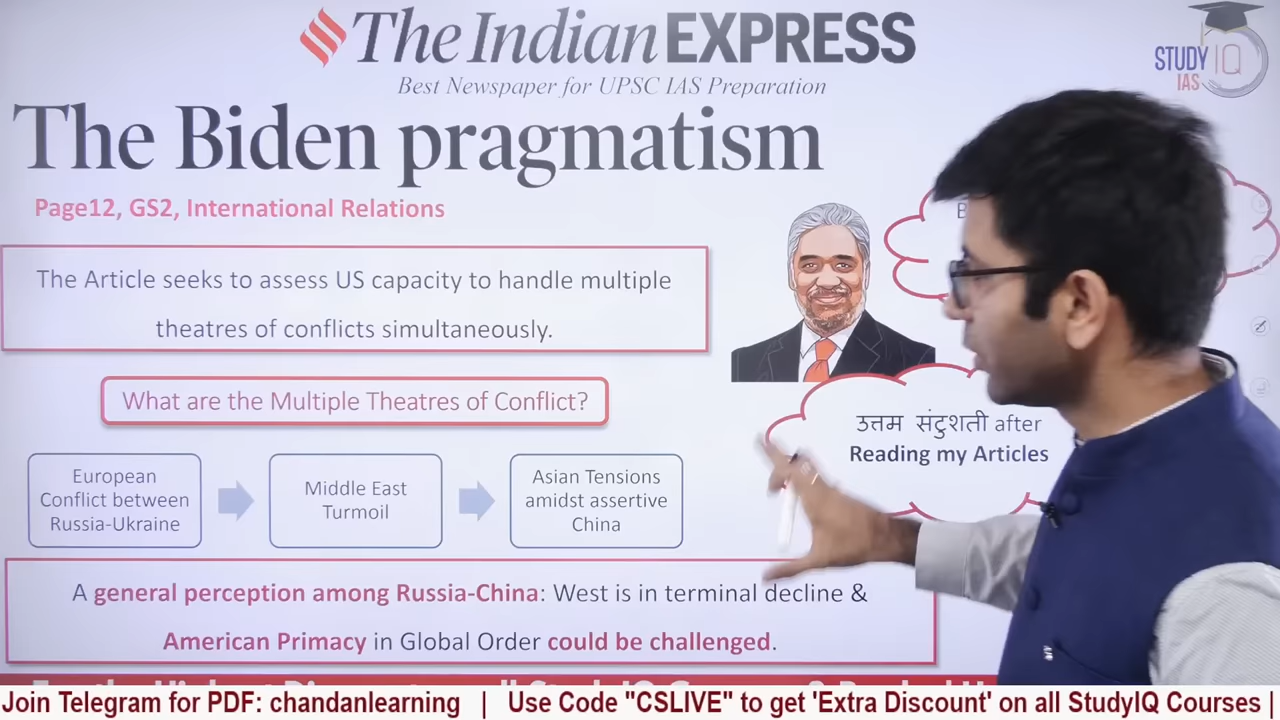 The Indian EXPRESS
Best Newspaper for UPSC IAS Preparation
STUDY IQ
IAS
The Biden pragmatism
Page12, GS2, International Relations
The Article seeks to assess US capacity to handle multiple
theatres of conflicts simultaneously.
What are the Multiple Theatres of Conflict?
उत्तम संटुशती after
Reading my Articles
European
Conflict between
Russia-Ukraine
Middle East
Turmoil
Asian Tensions
amidst assertive
China
A general perception among Russia-China: West is in terminal decline &
American Primacy in Global Order could be challenged.
Join Telegram for PDF: chandanlearning | Use Code "CSLIVE" to get 'Extra Discount' on all StudyIQ Courses |